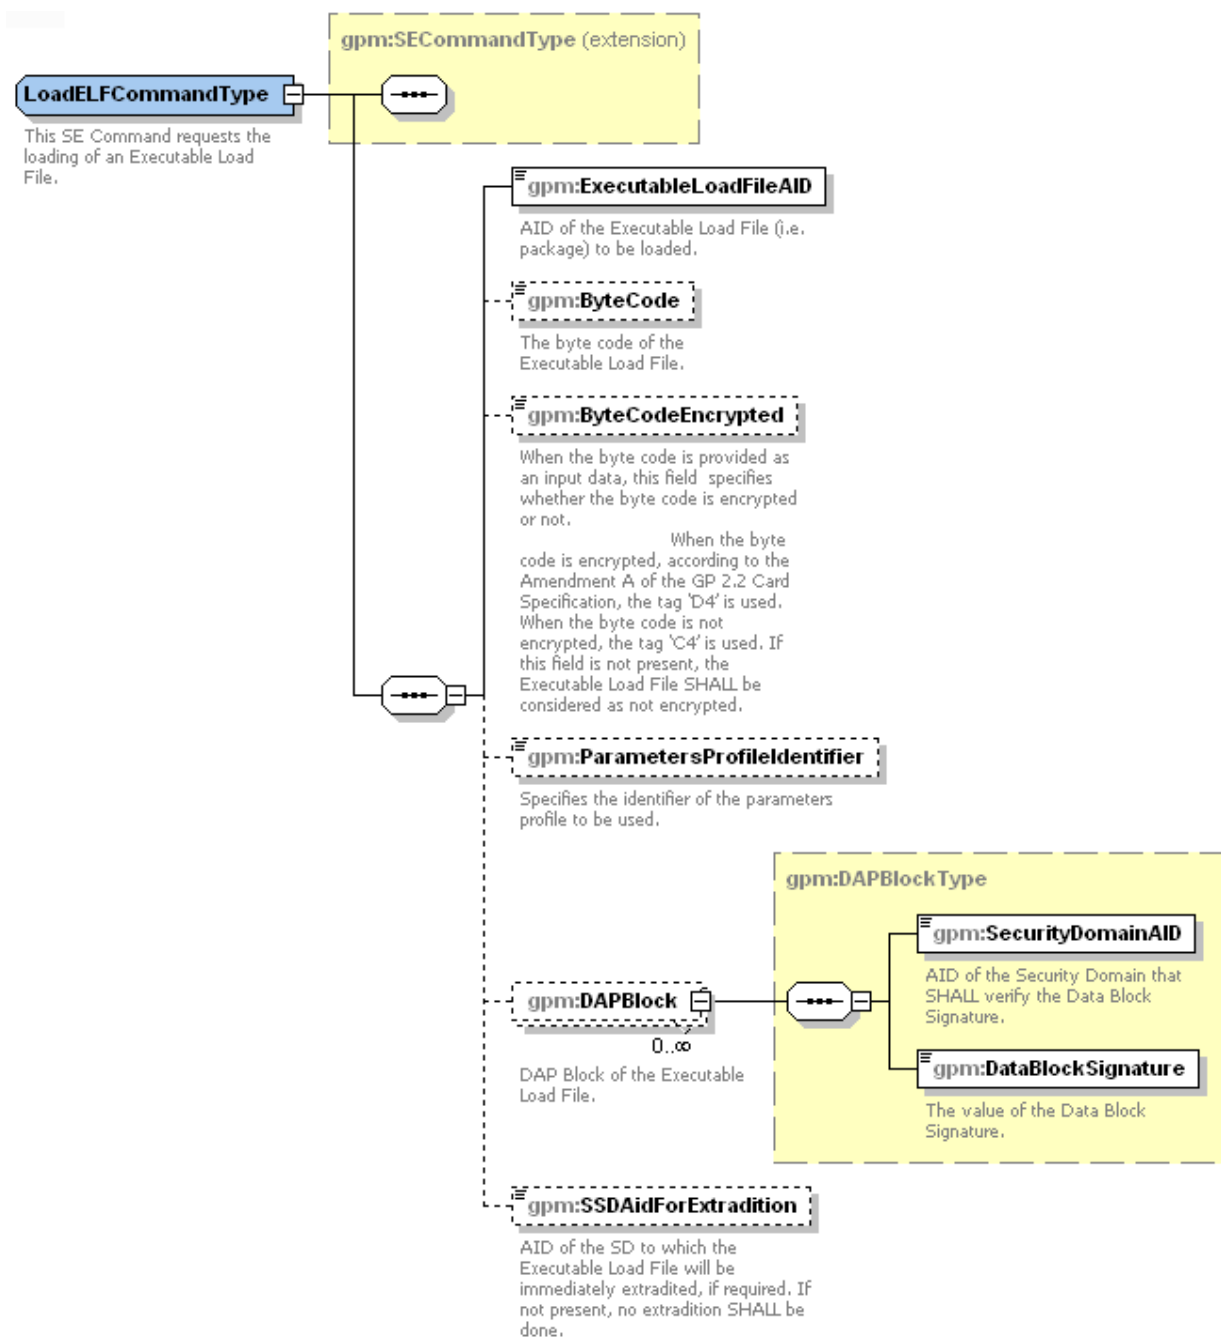 gpm:SECommandType (extension)
LoadELFCommandType
This SE Command requests the
loading of an Executable Load
File.
gpm:ExecutableLoadFileAID
AID of the Executable Load File (i.e.
package) to be loaded.
gpm:ByteCode
The byte code of the
Executable Load File.
gpm:ByteCodeEncrypted
When the byte code is provided as
an input data, this field specifies
whether the byte code is encrypted
or not.
When the byte
code is encrypted, according to the
Amendment A of the GP 2.2 Card
Specification, the tag 'D4' is used.
When the byte code is not
encrypted, the tag 'C4' is used. If
this field is not present, the
Executable Load File SHALL be
considered as not encrypted.
gpm:ParametersProfileIdentifier
Specifies the identifier of the parameters
profile to be used.
gpm:DAPBlockType
gpm:SecurityDomainAID
AID of the Security Domain that
SHALL verify the Data Block
Signature.
gpm:DAPBlock
0..∞
DAP Block of the Executable
Load File.
gpm:DataBlockSignature
The value of the Data Block
Signature.
gpm:SSDAidForExtradition
AID of the SD to which the
Executable Load File will be
immediately extradited, if required. If
not present, no extradition SHALL be
done.